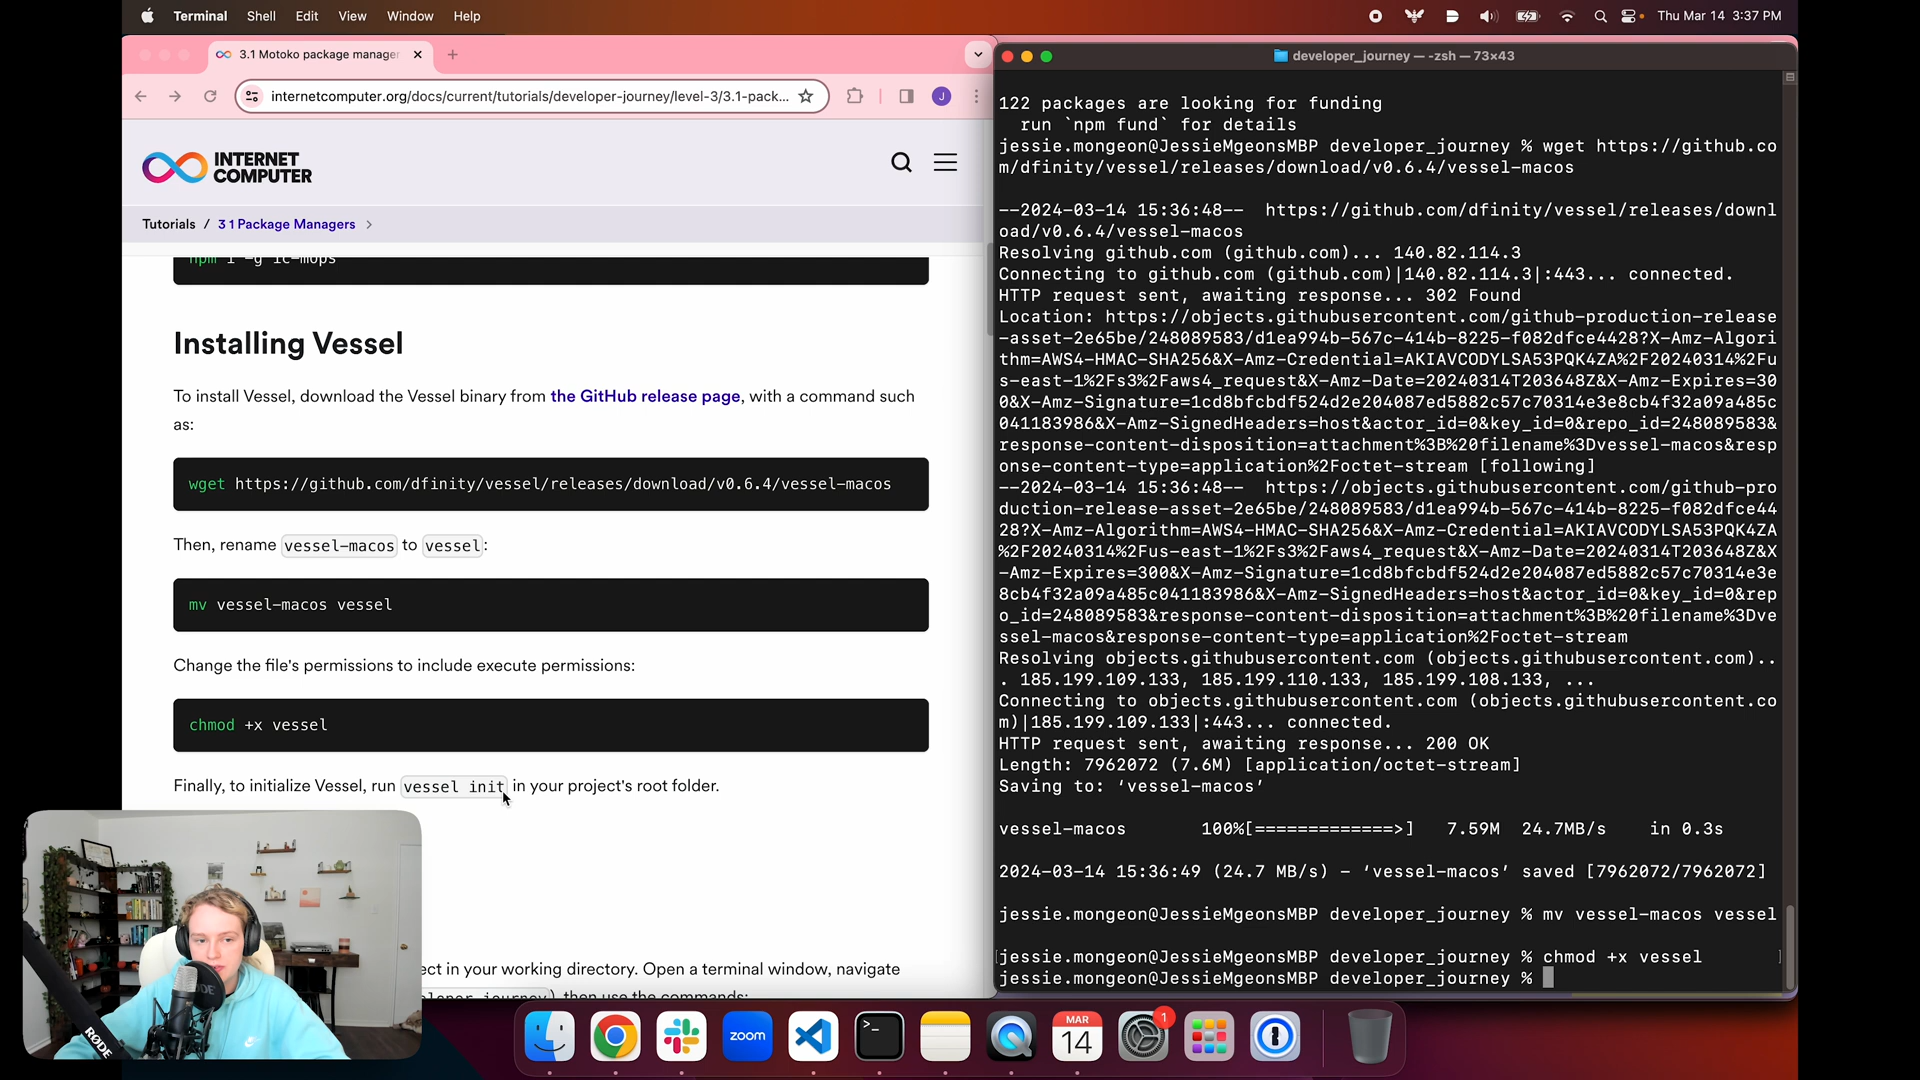 Terminal Shell Edit View Window Help
Thu Mar 14 3:37 PM
3.1 Motoko package manager
internetcomputer.org/docs/current/tutorials/developer-journey/level-3/3.1-pack...
J
INTERNET
COMPUTER
Tutorials / 3 1 Package Managers >
npm i -g ic-mops
Installing Vessel
To install Vessel, download the Vessel binary from the GitHub release page, with a command such
as:
wget https://github.com/dfinity/vessel/releases/download/v0.6.4/vessel-macos
Then, rename vessel-macos to vessel:
mv vessel-macos vessel
Change the file's permissions to include execute permissions:
chmod +x vessel
Finally, to initialize Vessel, run vessel init in your project's root folder.
ect in your working directory. Open a terminal window, navigate
), then use the commands:
developer_journey — -zsh — 73×43
122 packages are looking for funding
run `npm fund` for details
jessie.mongeon@JessieMgeonsMBP developer_journey % wget https://github.co
m/dfinity/vessel/releases/download/v0.6.4/vessel-macos
--2024-03-14 15:36:48-- https://github.com/dfinity/vessel/releases/downl
oad/v0.6.4/vessel-macos
Resolving github.com (github.com)... 140.82.114.3
Connecting to github.com (github.com)|140.82.114.3|:443... connected.
HTTP request sent, awaiting response... 302 Found
Location: https://objects.githubusercontent.com/github-production-release
-asset-2e65be/248089583/d1ea994b-567c-414b-8225-f082dfce4428?X-Amz-Algori
thm=AWS4-HMAC-SHA256&X-Amz-Credential=AKIAVCODYLSA53PQK4ZA%2F20240314%2Fu
s-east-1%2Fs3%2Faws4_request&X-Amz-Date=20240314T203648Z&X-Amz-Expires=30
0&X-Amz-Signature=1cd8bfcbdf524d2e204087ed5882c57c70314e3e8cb4f32a09a485c
041183986&X-Amz-SignedHeaders=host&actor_id=0&key_id=0&repo_id=248089583&
response-content-disposition=attachment%3B%20filename%3Dvessel-macos&resp
onse-content-type=application%2Foctet-stream [following]
--2024-03-14 15:36:48-- https://objects.githubusercontent.com/github-pro
duction-release-asset-2e65be/248089583/d1ea994b-567c-414b-8225-f082dfce44
28?X-Amz-Algorithm=AWS4-HMAC-SHA256&X-Amz-Credential=AKIAVCODYLSA53PQK4ZA
%2F20240314%2Fus-east-1%2Fs3%2Faws4_request&X-Amz-Date=20240314T203648Z&X
-Amz-Expires=300&X-Amz-Signature=1cd8bfcbdf524d2e204087ed5882c57c70314e3e
8cb4f32a09a485c041183986&X-Amz-SignedHeaders=host&actor_id=0&key_id=0&rep
o_id=248089583&response-content-disposition=attachment%3B%20filename%3Dve
ssel-macos&response-content-type=application%2Foctet-stream
Resolving objects.githubusercontent.com (objects.githubusercontent.com)..
. 185.199.109.133, 185.199.110.133, 185.199.108.133, ...
Connecting to objects.githubusercontent.com (objects.githubusercontent.co
m)|185.199.109.133|:443... connected.
HTTP request sent, awaiting response... 200 OK
Length: 7962072 (7.6M) [application/octet-stream]
Saving to: ‘vessel-macos’
vessel-macos 100%[=============>] 7.59M 24.7MB/s in 0.3s
2024-03-14 15:36:49 (24.7 MB/s) - ‘vessel-macos’ saved [7962072/7962072]
jessie.mongeon@JessieMgeonsMBP developer_journey % mv vessel-macos vessel
[jessie.mongeon@JessieMgeonsMBP developer_journey % chmod +x vessel ]
jessie.mongeon@JessieMgeonsMBP developer_journey %
RØDE
zoom
>_
MAR
14
1